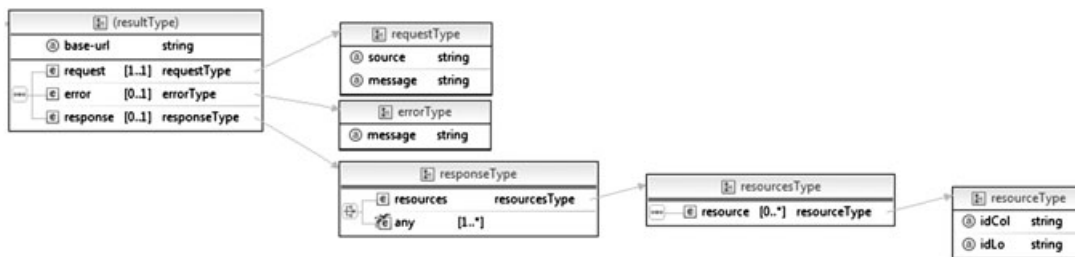 (resultType)
base-url string
request [1..1] requestType
error [0..1] errorType
response [0..1] responseType
requestType
source string
message string
errorType
message string
responseType
resources resourcesType
any [1..*]
resourcesType
resource [0..*] resourceType
resourceType
idCol string
idLo string